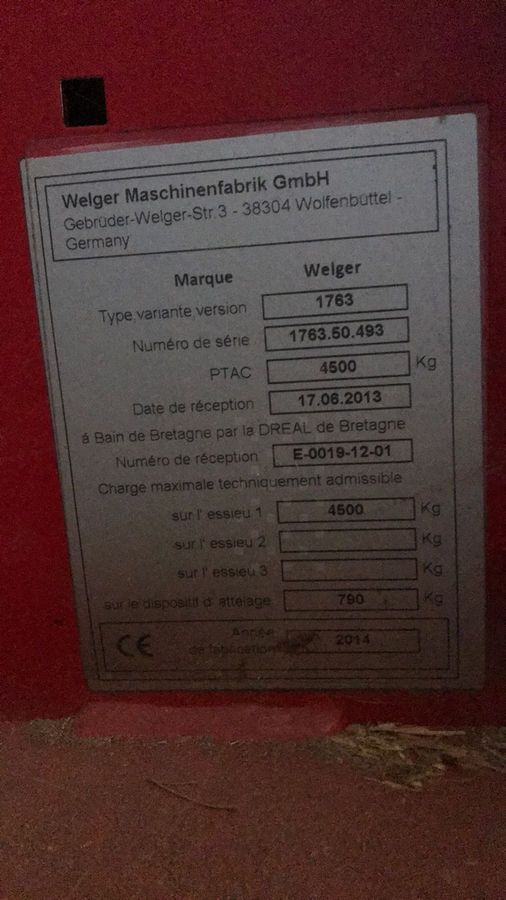 Welger Maschinenfabrik GmbH
Gebrüder-Welger-Str.3 - 38304 Wolfenbüttel -
Germany
Marque Welger
Type variante version 1763
Numéro de série 1763.50.493
PTAC 4500 Kg
Date de réception 17.06.2013
á Bain de Bretagne par la DREAL de Bretagne
Numéro de réception E-0019-12-01
Charge maximale techniquement admissible
sur l' essieu 1 4500 Kg
sur l' essieu 2 Kg
sur l' essieu 3 Kg
sur le dispositif d' attelage 790 Kg
CE Année
de fabrication 2014